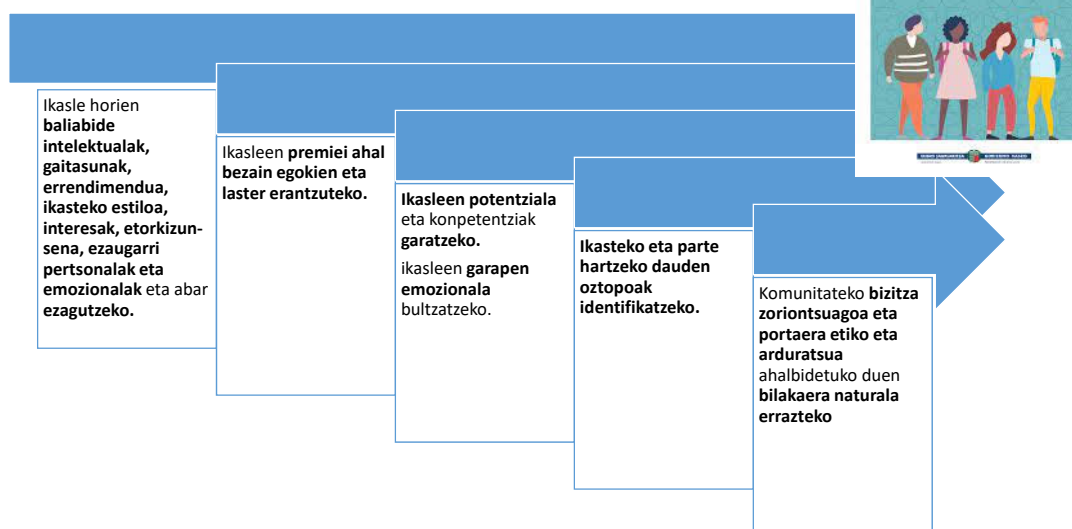 Ikasle horien
baliabide
intelektualak,
gaitasunak,
errendimendua,
ikasteko estiloa,
interesak, etorkizun-
sena, ezaugarri
pertsonalak eta
emozionalak eta abar
ezagutzeko.
Ikasleen premiei ahal
bezain egokien eta
laster erantzuteko.
Ikasleen potentziala
eta konpetentziak
garatzeko.
ikasleen garapen
emozionala
bultzatzeko.
Ikasteko eta parte
hartzeko dauden
oztopoak
identifikatzeko.
Komunitateko bizitza
zoriontsuagoa eta
portaera etiko eta
arduratsua
ahalbidetuko duen
bilakaera naturala
errazteko